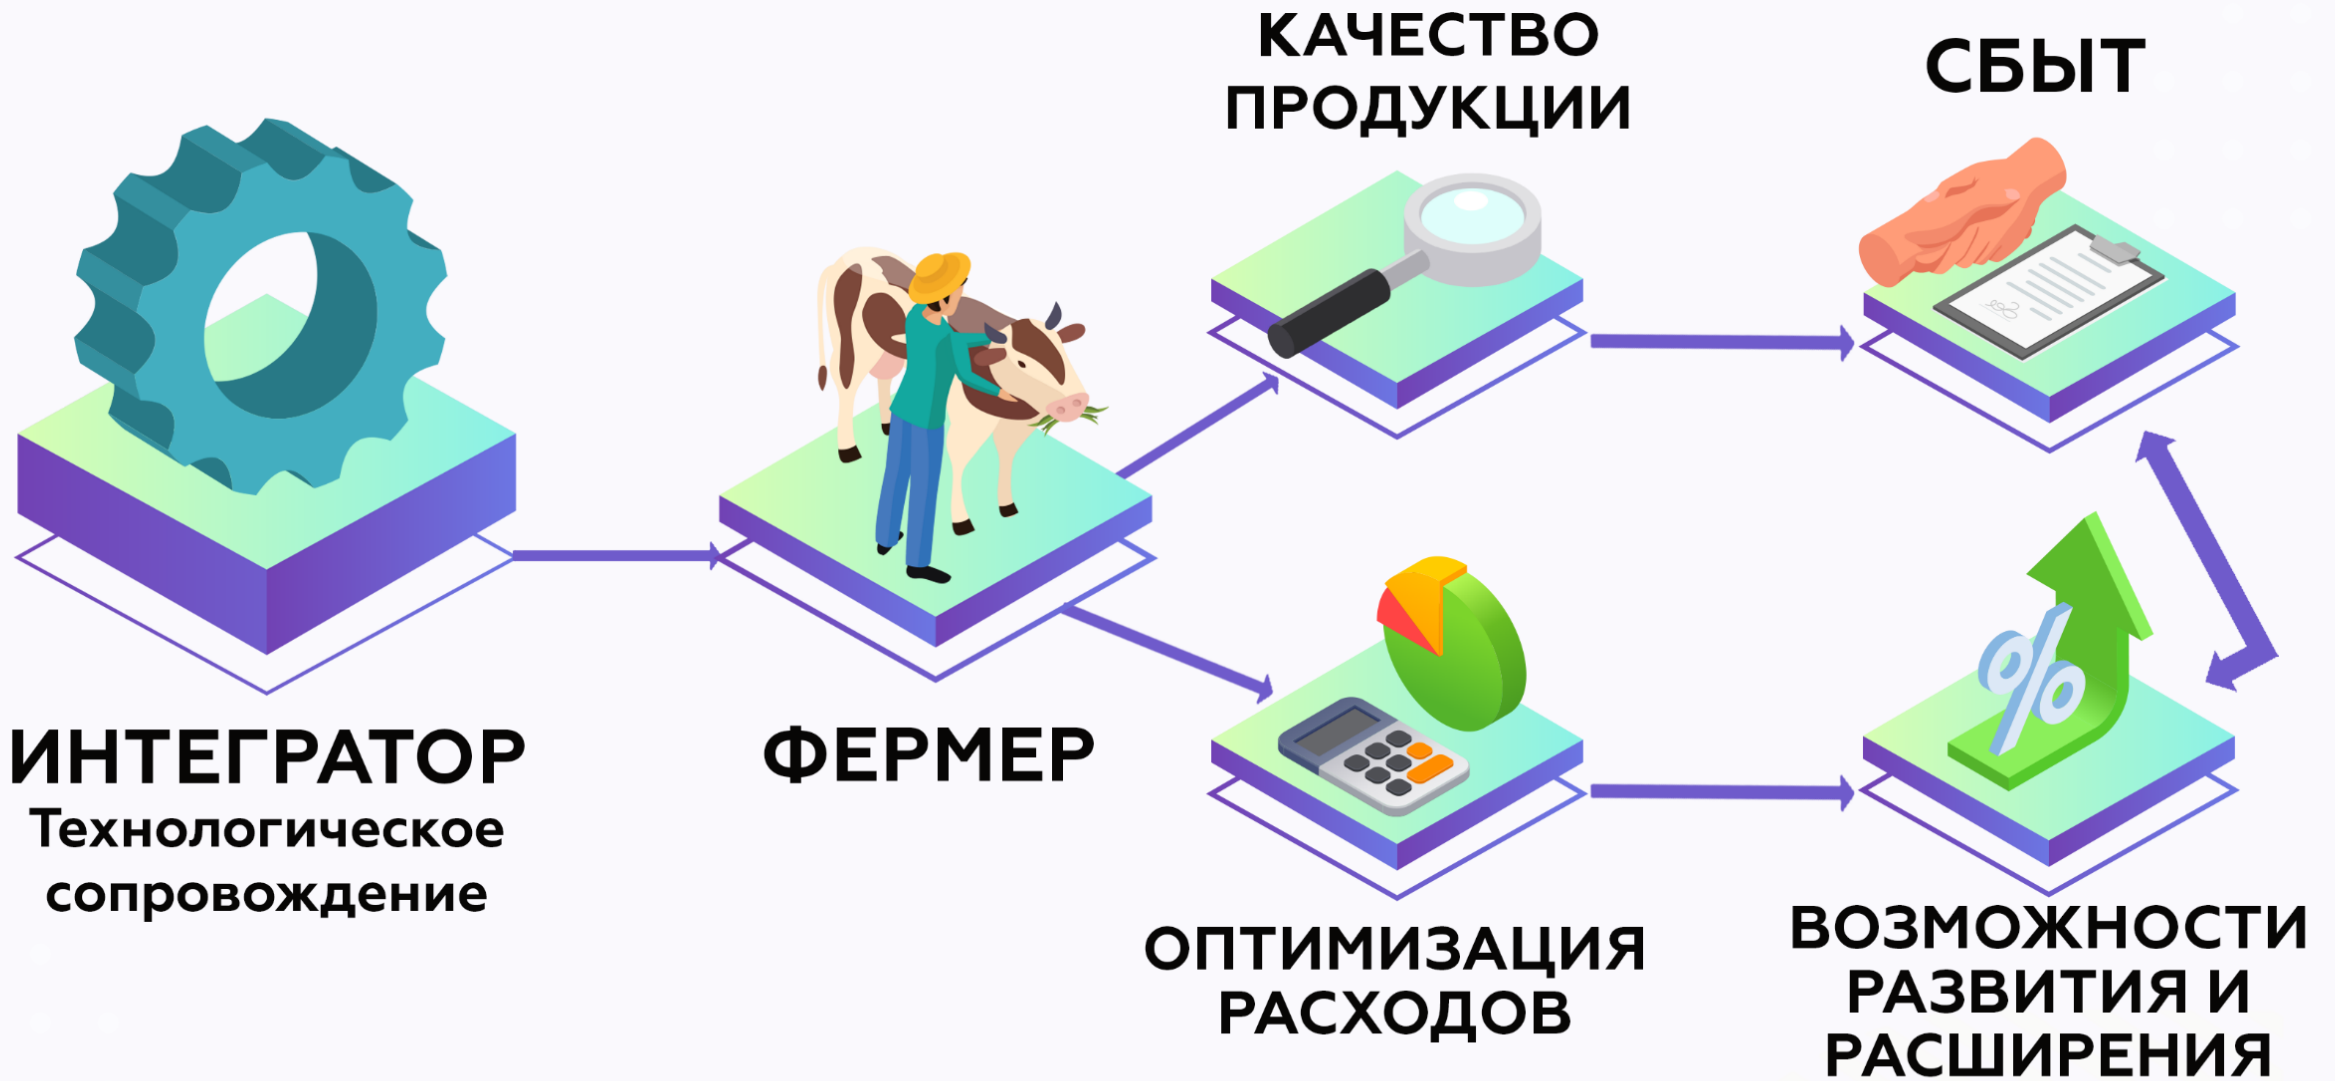 ИНТЕГРАТОР
Технологическое
сопровождение
ФЕРМЕР
КАЧЕСТВО
ПРОДУКЦИИ
СБЫТ
ОПТИМИЗАЦИЯ
РАСХОДОВ
ВОЗМОЖНОСТИ
РАЗВИТИЯ И
РАСШИРЕНИЯ